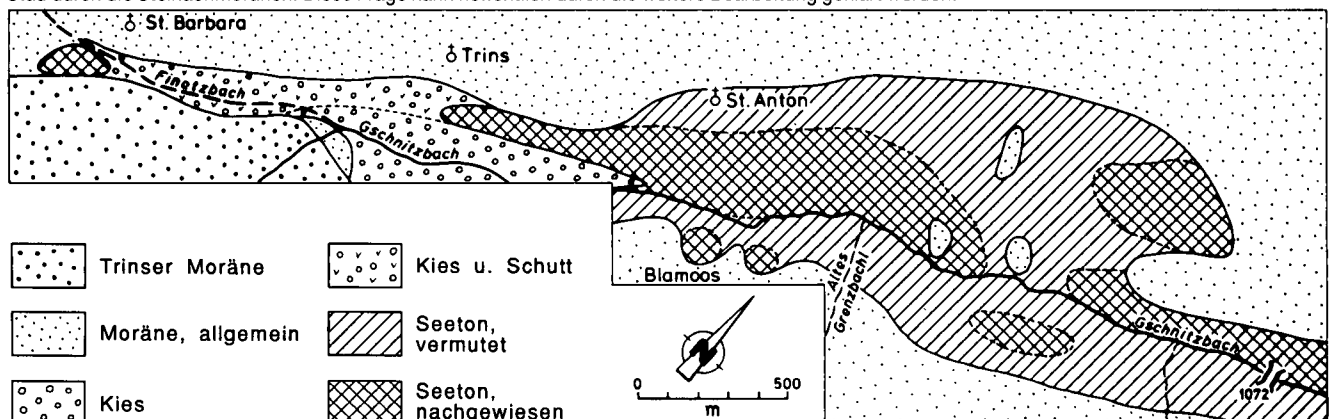 St. Barbara
Trins
Finetzbach
St. Anton
Gschnitzbach
Trinser Moräne
Kies u. Schutt
Blamoos
Altes
Grenzbachl
Moräne, allgemein
Seeton,
vermutet
N
Gschnitzbach
Kies
Seeton,
nachgewiesen
0 500
m
1072